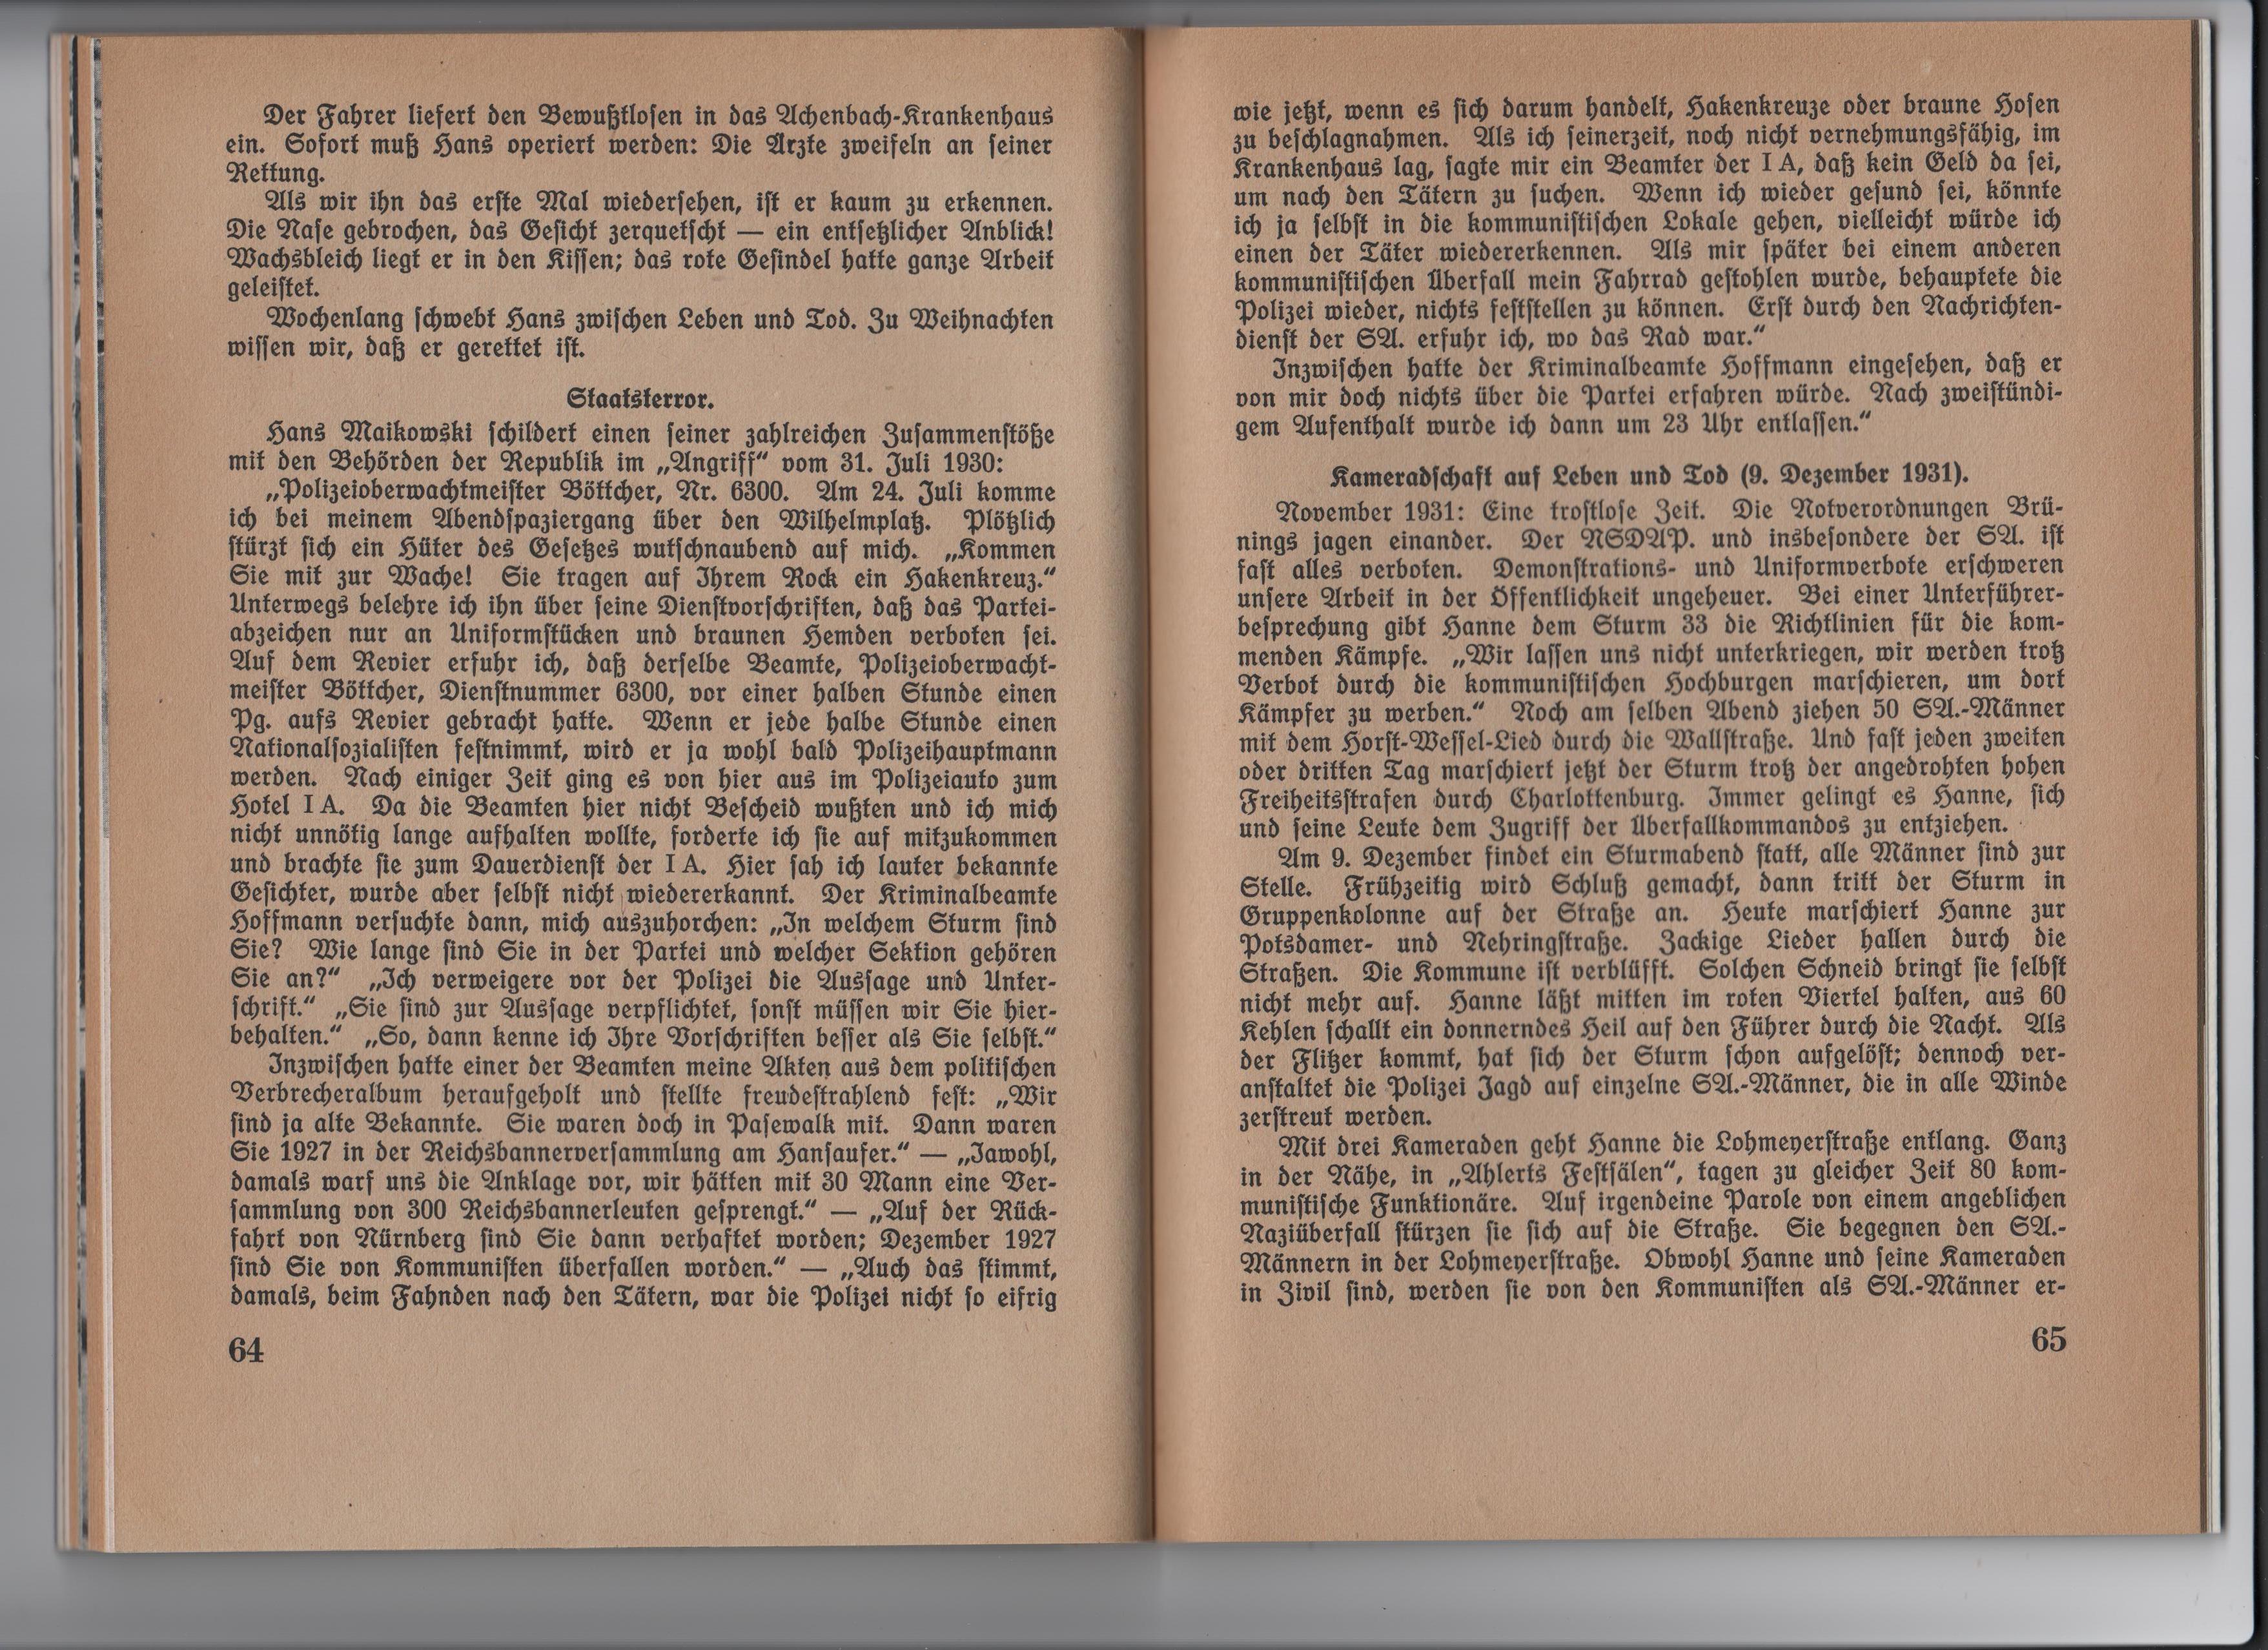 Der Fahrer liefert den Bewußtlosen in das Achenbach-Krankenhaus
ein. Sofort muß Hans operiert werden: Die Ärzte zweifeln an seiner
Rettung.
Als wir ihn das erste Mal wiedersehen, ist er kaum zu erkennen.
Die Nase gebrochen, das Gesicht zerquetscht — ein entsetzlicher Anblick!
Wachsbleich liegt er in den Kissen; das rote Gesindel hatte ganze Arbeit
geleistet.
Wochenlang schwebt Hans zwischen Leben und Tod. Zu Weihnachten
wissen wir, daß er gerettet ist.
Staatsterror.
Hans Maikowski schildert einen seiner zahlreichen Zusammenstöße
mit den Behörden der Republik im „Angriff“ vom 31. Juli 1930:
„Polizeioberwachtmeister Böttcher, Nr. 6300. Am 24. Juli komme
ich bei meinem Abendspaziergang über den Wilhelmplatz. Plötzlich
stürzt sich ein Hüter des Gesetzes wutschnaubend auf mich. „Kommen
Sie mit zur Wache! Sie tragen auf Ihrem Rock ein Hakenkreuz.“
Unterwegs belehre ich ihn über seine Dienstvorschriften, daß das Partei-
abzeichen nur an Uniformstücken und braunen Hemden verboten sei.
Auf dem Revier erfuhr ich, daß derselbe Beamte, Polizeioberwacht-
meister Böttcher, Dienstnummer 6300, vor einer halben Stunde einen
Pg. aufs Revier gebracht hatte. Wenn er jede halbe Stunde einen
Nationalsozialisten festnimmt, wird er ja wohl bald Polizeihauptmann
werden. Nach einiger Zeit ging es von hier aus im Polizeiauto zum
Hotel I A. Da die Beamten hier nicht Bescheid wußten und ich mich
nicht unnötig lange aufhalten wollte, forderte ich sie auf mitzukommen
und brachte sie zum Dauerdienst der I A. Hier sah ich lauter bekannte
Gesichter, wurde aber selbst nicht wiedererkannt. Der Kriminalbeamte
Hoffmann versuchte dann, mich auszuhorchen: „In welchem Sturm sind
Sie? Wie lange sind Sie in der Partei und welcher Sektion gehören
Sie an?“ „Ich verweigere vor der Polizei die Aussage und Unter-
schrift.“ „Sie sind zur Aussage verpflichtet, sonst müssen wir Sie hier-
behalten.“ „So, dann kenne ich Ihre Vorschriften besser als Sie selbst.“
Inzwischen hatte einer der Beamten meine Akten aus dem politischen
Verbrecheralbum heraufgeholt und stellte freudestrahlend fest: „Wir
sind ja alte Bekannte. Sie waren doch in Pasewalk mit. Dann waren
Sie 1927 in der Reichsbannerversammlung am Hansaufer.“ — „Jawohl,
damals warf uns die Anklage vor, wir hätten mit 30 Mann eine Ver-
sammlung von 300 Reichsbannerleuten gesprengt.“ — „Auf der Rück-
fahrt von Nürnberg sind Sie dann verhaftet worden; Dezember 1927
sind Sie von Kommunisten überfallen worden.“ — „Auch das stimmt,
damals, beim Fahnden nach den Tätern, war die Polizei nicht so eifrig
64
wie jetzt, wenn es sich darum handelt, Hakenkreuze oder braune Hosen
zu beschlagnahmen. Als ich seinerzeit, noch nicht vernehmungsfähig, im
Krankenhaus lag, sagte mir ein Beamter der I A, daß kein Geld da sei,
um nach den Tätern zu suchen. Wenn ich wieder gesund sei, könnte
ich ja selbst in die kommunistischen Lokale gehen, vielleicht würde ich
einen der Täter wiedererkennen. Als mir später bei einem anderen
kommunistischen Überfall mein Fahrrad gestohlen wurde, behauptete die
Polizei wieder, nichts feststellen zu können. Erst durch den Nachrichten-
dienst der SA. erfuhr ich, wo das Rad war.“
Inzwischen hatte der Kriminalbeamte Hoffmann eingesehen, daß er
von mir doch nichts über die Partei erfahren würde. Nach zweistündi-
gem Aufenthalt wurde ich dann um 23 Uhr entlassen.“
Kameradschaft auf Leben und Tod (9. Dezember 1931).
November 1931: Eine trostlose Zeit. Die Notverordnungen Brü-
nings jagen einander. Der NSDAP. und insbesondere der SA. ist
fast alles verboten. Demonstrations- und Uniformverbote erschweren
unsere Arbeit in der Öffentlichkeit ungeheuer. Bei einer Unterführer-
besprechung gibt Hanne dem Sturm 33 die Richtlinien für die kom-
menden Kämpfe. „Wir lassen uns nicht unterkriegen, wir werden trotz
Verbot durch die kommunistischen Hochburgen marschieren, um dort
Kämpfer zu werben.“ Noch am selben Abend ziehen 50 SA.-Männer
mit dem Horst-Wessel-Lied durch die Wallstraße. Und fast jeden zweiten
oder dritten Tag marschiert jetzt der Sturm trotz der angedrohten hohen
Freiheitsstrafen durch Charlottenburg. Immer gelingt es Hanne, sich
und seine Leute dem Zugriff der Überfallkommandos zu entziehen.
Am 9. Dezember findet ein Sturmabend statt, alle Männer sind zur
Stelle. Frühzeitig wird Schluß gemacht, dann tritt der Sturm in
Gruppenkolonne auf der Straße an. Heute marschiert Hanne zur
Potsdamer- und Nehringstraße. Zackige Lieder hallen durch die
Straßen. Die Kommune ist verblüfft. Solchen Schneid bringt sie selbst
nicht mehr auf. Hanne läßt mitten im roten Viertel halten, aus 60
Kehlen schallt ein donnerndes Heil auf den Führer durch die Nacht. Als
der Flitzer kommt, hat sich der Sturm schon aufgelöst; dennoch ver-
anstaltet die Polizei Jagd auf einzelne SA.-Männer, die in alle Winde
zerstreut werden.
Mit drei Kameraden geht Hanne die Lohmeyerstraße entlang. Ganz
in der Nähe, in „Ahlerts Festsälen“, tagen zu gleicher Zeit 80 kom-
munistische Funktionäre. Auf irgendeine Parole von einem angeblichen
Naziüberfall stürzen sie sich auf die Straße. Sie begegnen den SA.-
Männern in der Lohmeyerstraße. Obwohl Hanne und seine Kameraden
in Zivil sind, werden sie von den Kommunisten als SA.-Männer er-
65